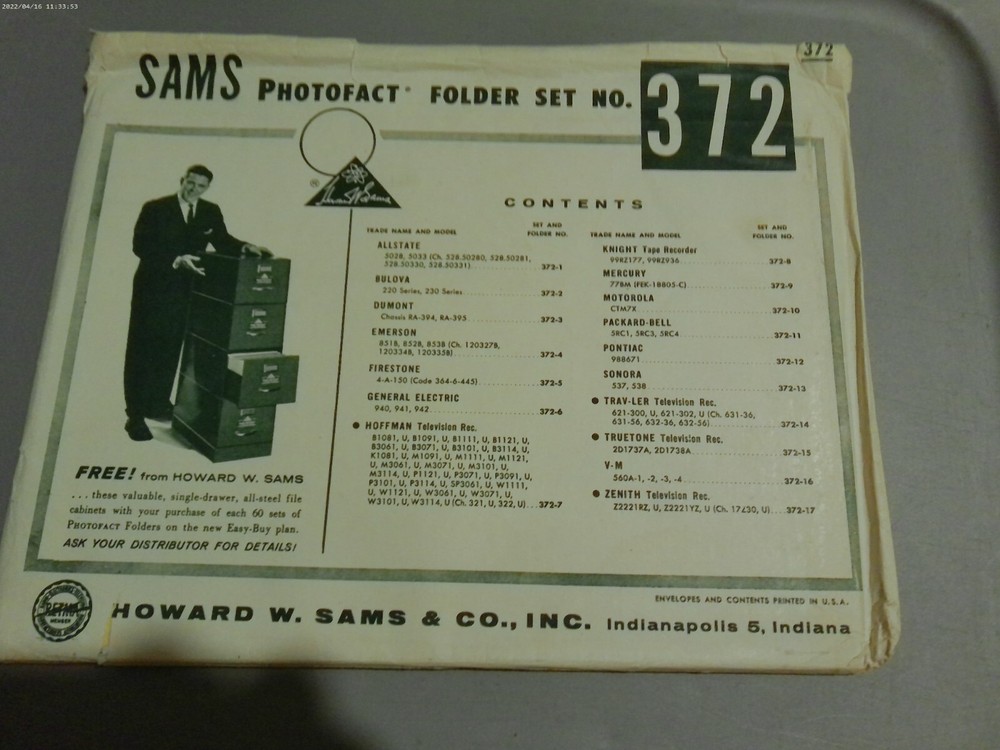 2022/04/16 11:33:53
372
SAMS PHOTOFACT® FOLDER SET NO. 372
®
Howard W. Sams
CONTENTS
TRADE NAME AND MODEL
SET AND
FOLDER NO.
ALLSTATE
5028, 5033 (Ch. 528.50280, 528.50281,
528.50330, 528.50331) 372-1
BULOVA
220 Series, 230 Series 372-2
DUMONT
Chassis RA-394, RA-395 372-3
EMERSON
851B, 852B, 853B (Ch. 120327B,
120334B, 120335B) 372-4
FIRESTONE
4-A-150 (Code 364-6-445) 372-5
GENERAL ELECTRIC
940, 941, 942 372-6
● HOFFMAN Television Rec.
B1081, U, B1091, U, B1111, U, B1121, U,
B3061, U, B3071, U, B3101, U, B3114, U,
K1081, U, M1091, U, M1111, U, M1121,
U, M3061, U, M3071, U, M3101, U,
M3114, U, P1121, U, P3071, U, P3091, U,
P3101, U, P3114, U, SP3061, U, W1111,
U, W1121, U, W3061, U, W3071, U,
W3101, U, W3114, U (Ch. 321, U, 322, U) 372-7
TRADE NAME AND MODEL
SET AND
FOLDER NO.
KNIGHT Tape Recorder
99RZ177, 99RZ936 372-8
MERCURY
77BM (FEK-18805-C) 372-9
MOTOROLA
CTM7X 372-10
PACKARD-BELL
5RC1, 5RC3, 5RC4 372-11
PONTIAC
988671 372-12
SONORA
537, 538 372-13
● TRAV-LER Television Rec.
621-300, U, 621-302, U (Ch. 631-36,
631-56, 632-36, 632-56) 372-14
● TRUETONE Television Rec.
2D1737A, 2D1738A 372-15
V-M
560A-1, -2, -3, -4 372-16
● ZENITH Television Rec.
Z2221RZ, U, Z2221YZ, U (Ch. 17Z30, U) 372-17
FREE! from HOWARD W. SAMS
. . . these valuable, single-drawer, all-steel file
cabinets with your purchase of each 60 sets of
PHOTOFACT Folders on the new Easy-Buy plan.
ASK YOUR DISTRIBUTOR FOR DETAILS!
ENVELOPES AND CONTENTS PRINTED IN U.S.A.
RETMA
MEMBER
HOWARD W. SAMS & CO., INC. Indianapolis 5, Indiana